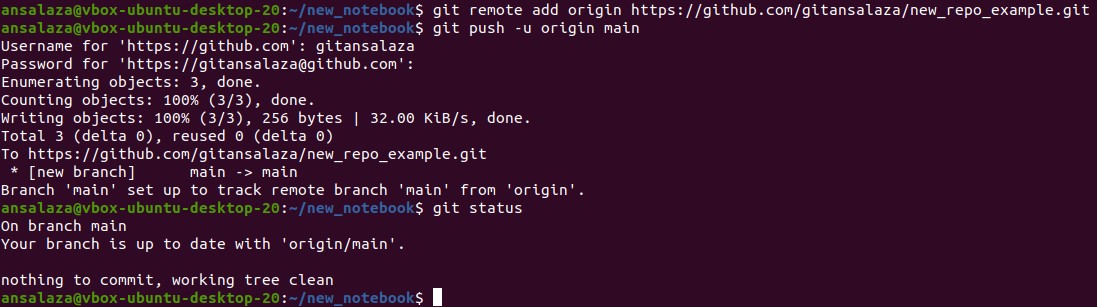 ansalaza@vbox-ubuntu-desktop-20:~/new_notebook$ git remote add origin https://github.com/gitansalaza/new_repo_example.git
ansalaza@vbox-ubuntu-desktop-20:~/new_notebook$ git push -u origin main
Username for 'https://github.com': gitansalaza
Password for 'https://gitansalaza@github.com':
Enumerating objects: 3, done.
Counting objects: 100% (3/3), done.
Writing objects: 100% (3/3), 256 bytes | 32.00 KiB/s, done.
Total 3 (delta 0), reused 0 (delta 0)
To https://github.com/gitansalaza/new_repo_example.git
 * [new branch]      main -> main
Branch 'main' set up to track remote branch 'main' from 'origin'.
ansalaza@vbox-ubuntu-desktop-20:~/new_notebook$ git status
On branch main
Your branch is up to date with 'origin/main'.

nothing to commit, working tree clean
ansalaza@vbox-ubuntu-desktop-20:~/new_notebook$